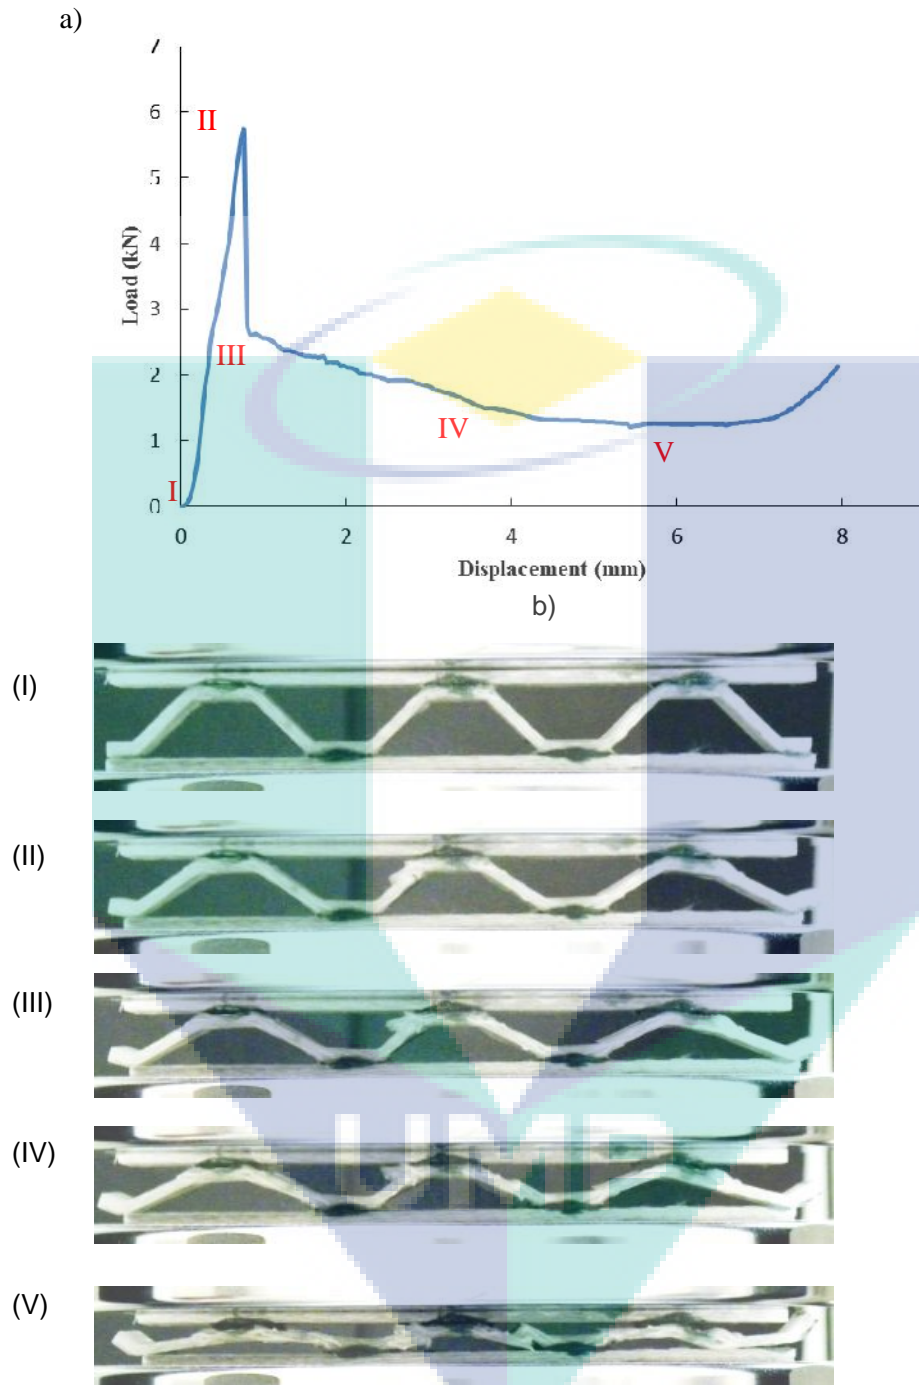 a)
7
6
II
5
4
3
III
2
IV
V
1
I
0
0 2 4 6 8
Load (kN)
Displacement (mm)
b)
(I)
(II)
(III)
(IV)
UMP
(V)